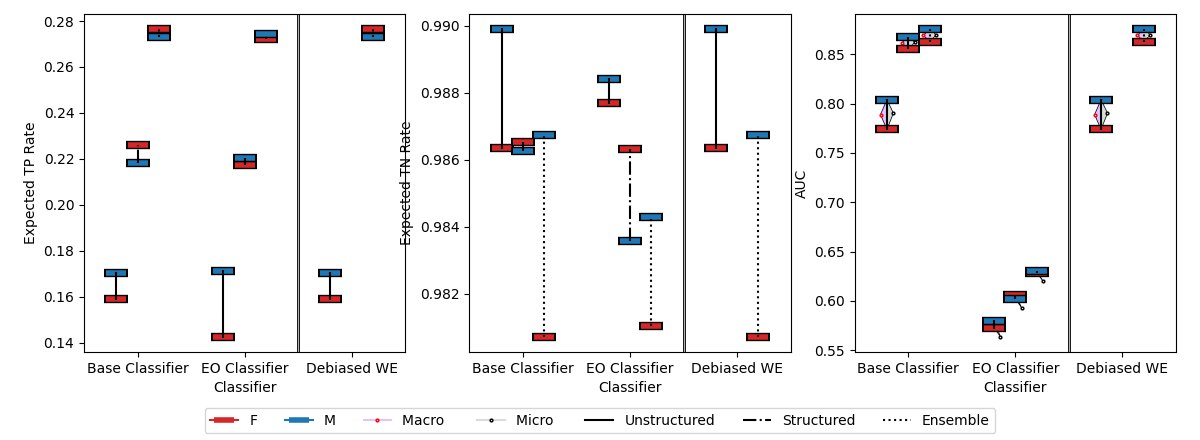 0.28
0.26
0.24
0.22
0.20
0.18
0.16
0.14
Expected TP Rate
Base Classifier EO Classifier Debiased WE
Classifier
0.990
0.988
0.986
0.984
0.982
Expected TN Rate
Base Classifier EO Classifier Debiased WE
Classifier
0.85
0.80
0.75
0.70
0.65
0.60
0.55
AUC
Base Classifier EO Classifier Debiased WE
Classifier
F M Macro Micro Unstructured Structured Ensemble